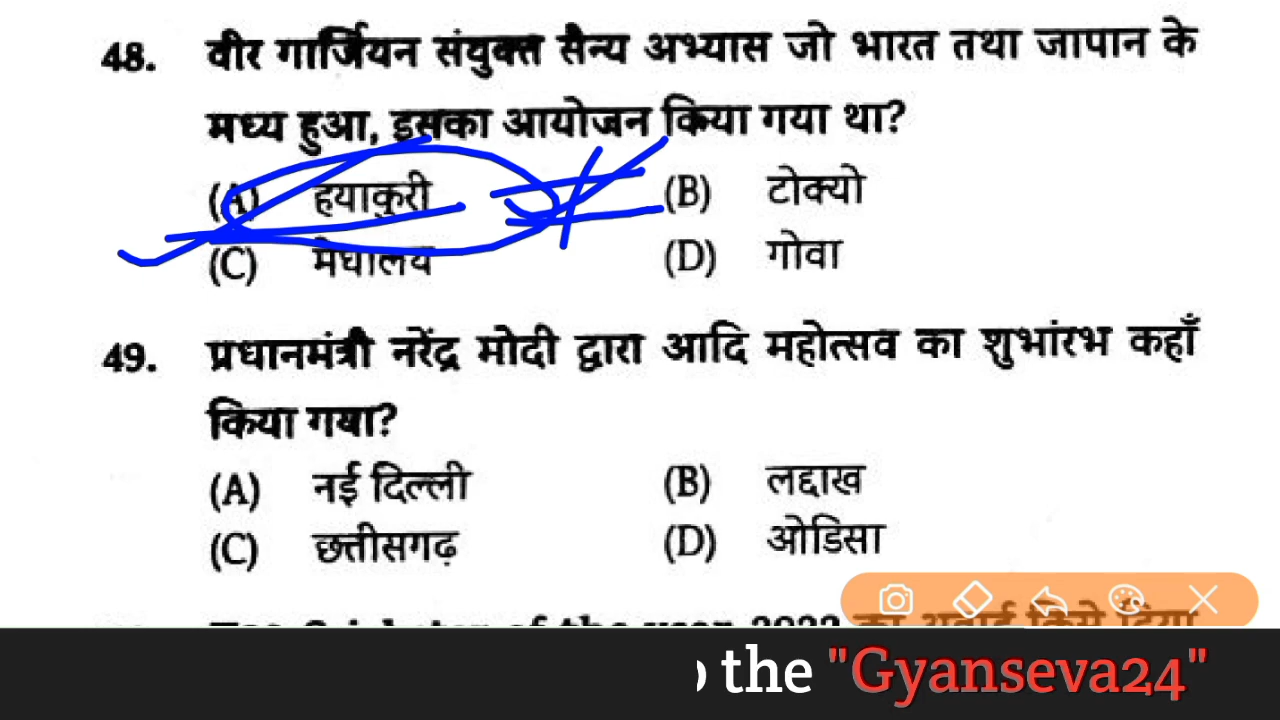 48. वीर गार्जियन संयुक्त सैन्य अभ्यास जो भारत तथा जापान के
मध्य हुआ, इसका आयोजन किया गया था?
(A) हयाकुरी (B) टोक्यो
(C) मेघालय (D) गोवा
49. प्रधानमंत्री नरेंद्र मोदी द्वारा आदि महोत्सव का शुभांरभ कहाँ
किया गया?
(A) नई दिल्ली (B) लद्दाख
(C) छत्तीसगढ़ (D) ओडिसा
the "Gyanseva24"